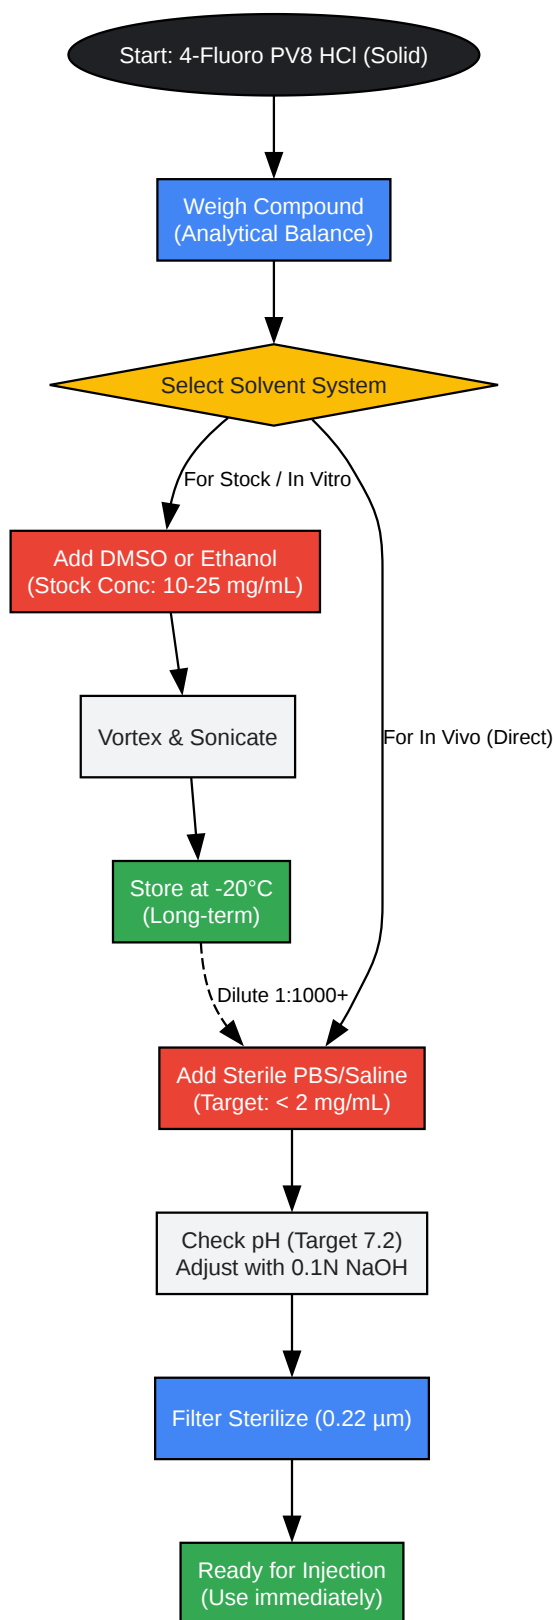 Start: 4-Fluoro PV8 HCl (Solid)
Weigh Compound
(Analytical Balance)
Select Solvent System
For Stock / In Vitro
Add DMSO or Ethanol
(Stock Conc: 10-25 mg/mL)
Vortex & Sonicate
For In Vivo (Direct)
Store at -20°C
(Long-term)
Dilute 1:1000+
Add Sterile PBS/Saline
(Target: < 2 mg/mL)
Check pH (Target 7.2)
Adjust with 0.1N NaOH
Filter Sterilize (0.22 µm)
Ready for Injection
(Use immediately)